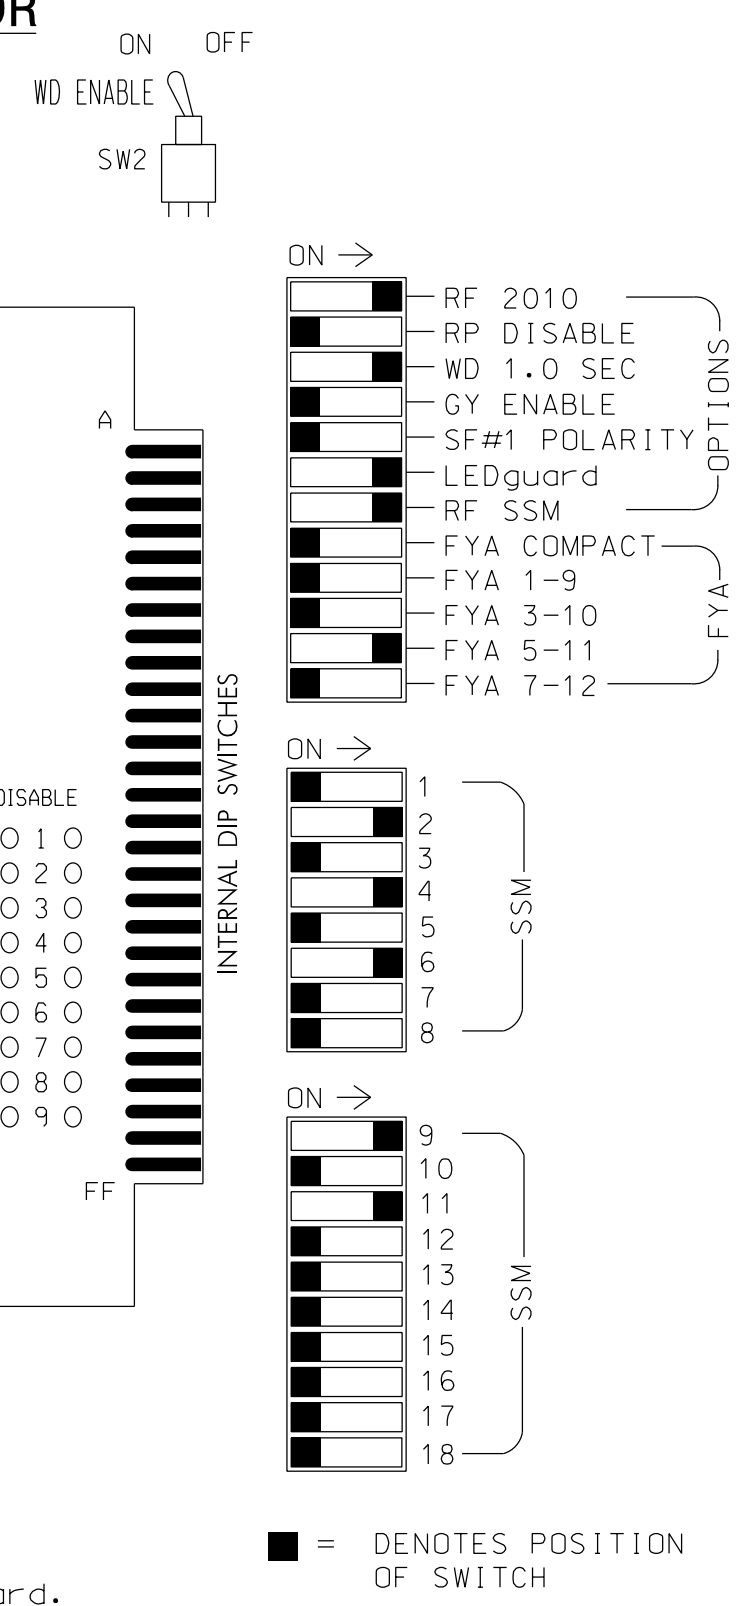 ON OFF
WD ENABLE
SW2
ON
RF 2010
RP DISABLE
WD 1.0 SEC
GY ENABLE
SF#1 POLARITY
LEDguard
RF SSM
OPTIONS
FYA COMPACT
FYA 1-9
FYA 3-10
FYA 5-11
FYA 7-12
FYA
A
FF
INTERNAL DIP SWITCHES
DISABLE
1
2
3
4
5
6
7
8
9
ON
1
2
3
4
5
6
7
8
SSM
ON
9
10
11
12
13
14
15
16
17
18
SSM
= DENOTES POSITION
OF SWITCH